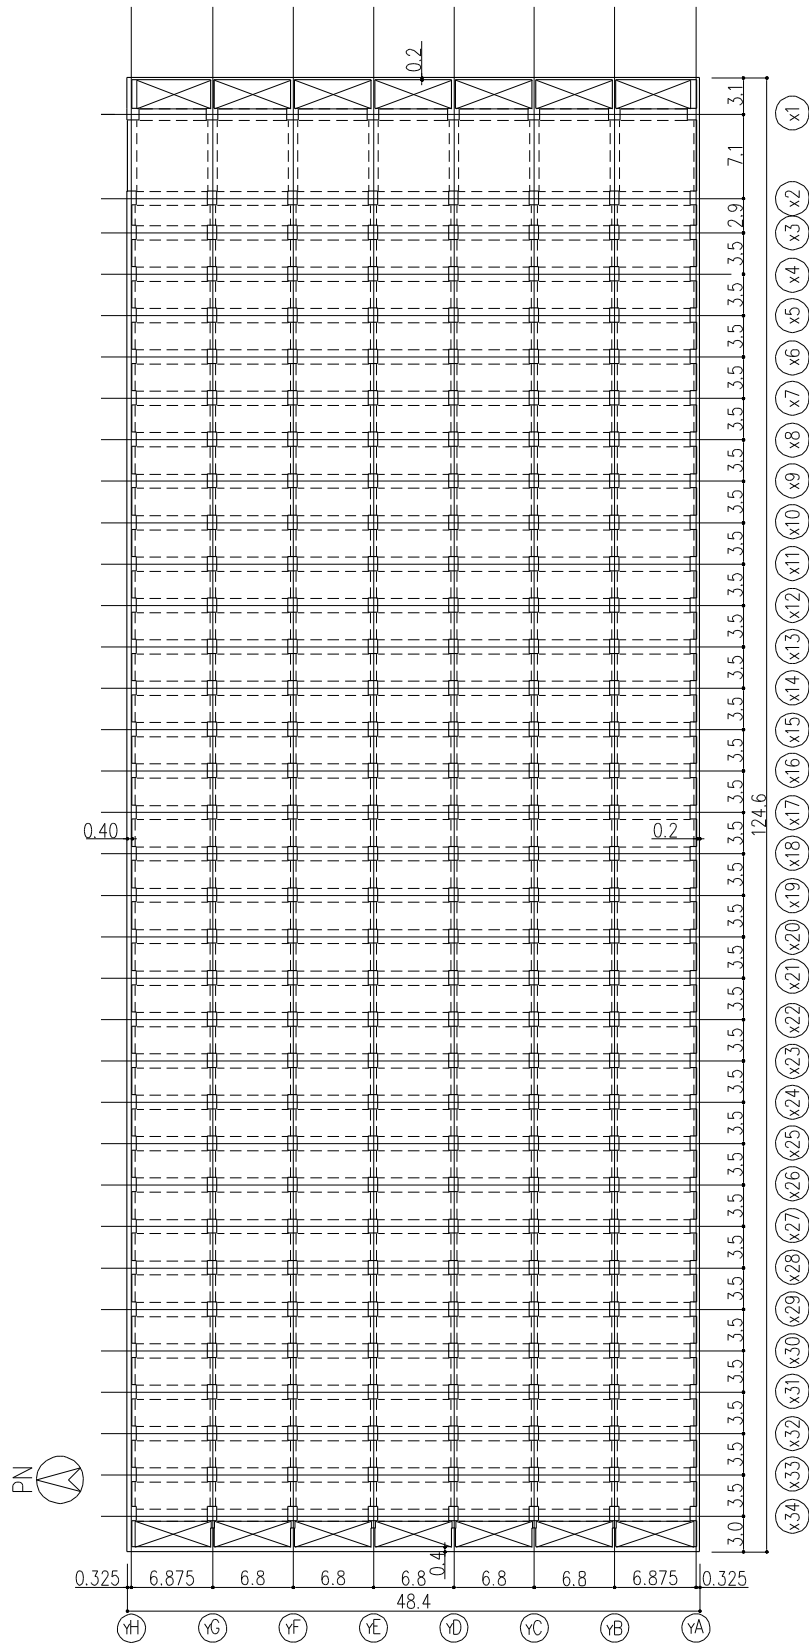 0.2
3.1
x1
7.1
x2
2.9
x3
3.5
x4
3.5
x5
3.5
x6
3.5
x7
3.5
x8
3.5
x9
3.5
x10
3.5
x11
3.5
x12
3.5
x13
3.5
x14
3.5
x15
3.5
x16
3.5
x17
3.5
124.6
0.40
0.2
x18
3.5
x19
3.5
x20
3.5
x21
3.5
x22
3.5
x23
3.5
x24
3.5
x25
3.5
x26
3.5
x27
3.5
x28
3.5
x29
3.5
x30
3.5
x31
3.5
x32
3.5
PN
x33
3.5
x34
3.5
3.0
0.4
0.325 6.875 6.8 6.8 6.8 6.8 6.8 6.875 0.325
48.4
YH YG YF YE YD YC YB YA